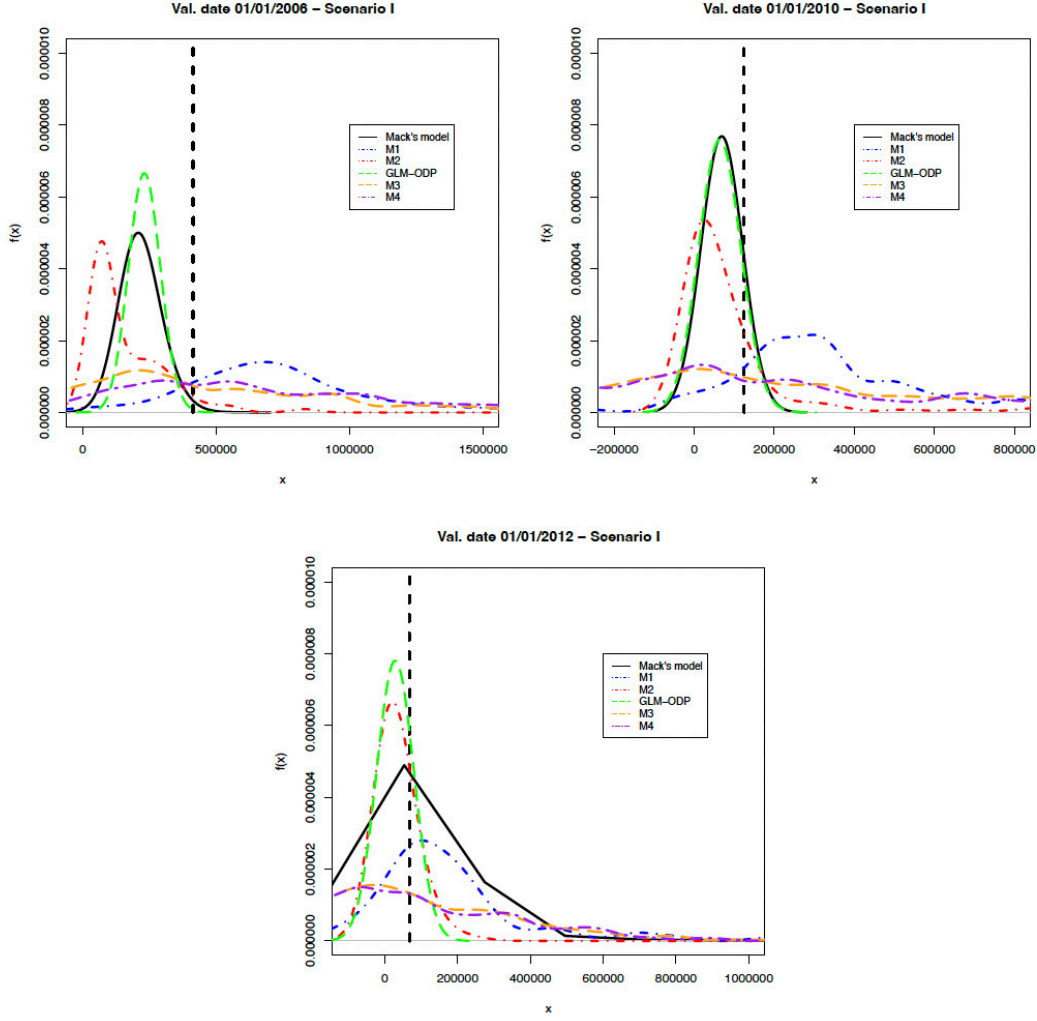 Val. date 01/01/2006 – Scenario I
0.000010
0.000008
0.000006
0.000004
0.000002
0.000000
f(x)
Mack's model
M1
M2
GLM–ODP
M3
M4
0
500000
1000000
1500000
x
Val. date 01/01/2010 – Scenario I
0.000010
0.000008
0.000006
0.000004
0.000002
0.000000
f(x)
Mack's model
M1
M2
GLM–ODP
M3
M4
−200000
0
200000
400000
600000
800000
x
Val. date 01/01/2012 – Scenario I
0.000010
0.000008
0.000006
0.000004
0.000002
0.000000
f(x)
Mack's model
M1
M2
GLM–ODP
M3
M4
0
200000
400000
600000
800000
1000000
x